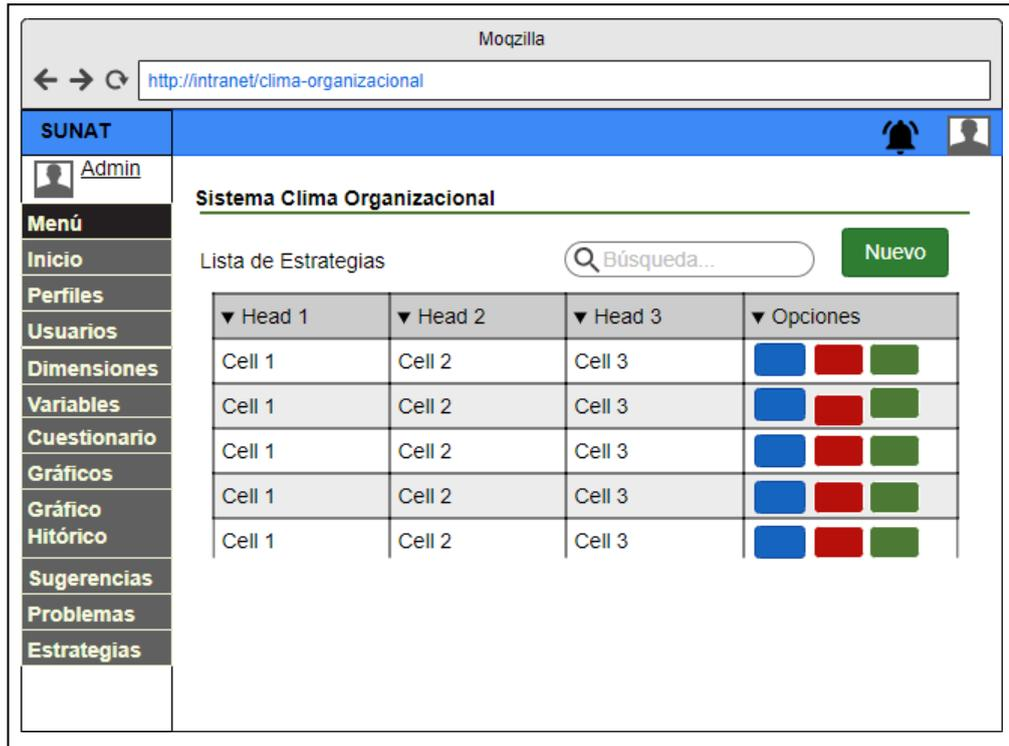 Moqzilla
http://intranet/clima-organizacional
SUNAT
Admin
Menú
Inicio
Perfiles
Usuarios
Dimensiones
Variables
Cuestionario
Gráficos
Gráfico
Hitórico
Sugerencias
Problemas
Estrategias
Sistema Clima Organizacional
Lista de Estrategias
Búsqueda...
Nuevo
▼ Head 1 ▼ Head 2 ▼ Head 3 ▼ Opciones
Cell 1 Cell 2 Cell 3
Cell 1 Cell 2 Cell 3
Cell 1 Cell 2 Cell 3
Cell 1 Cell 2 Cell 3
Cell 1 Cell 2 Cell 3